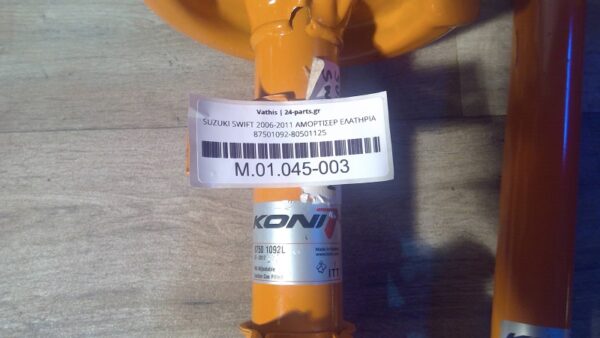 Vathis | 24-parts.gr
SUZUKI SWIFT 2006-2011 ΑΜΟΡΤΙΣΕΡ ΕΛΑΤΗΡΙΑ
87501092-80501125
M.01.045-003
KONI
8750 1092L
ITT
KONI